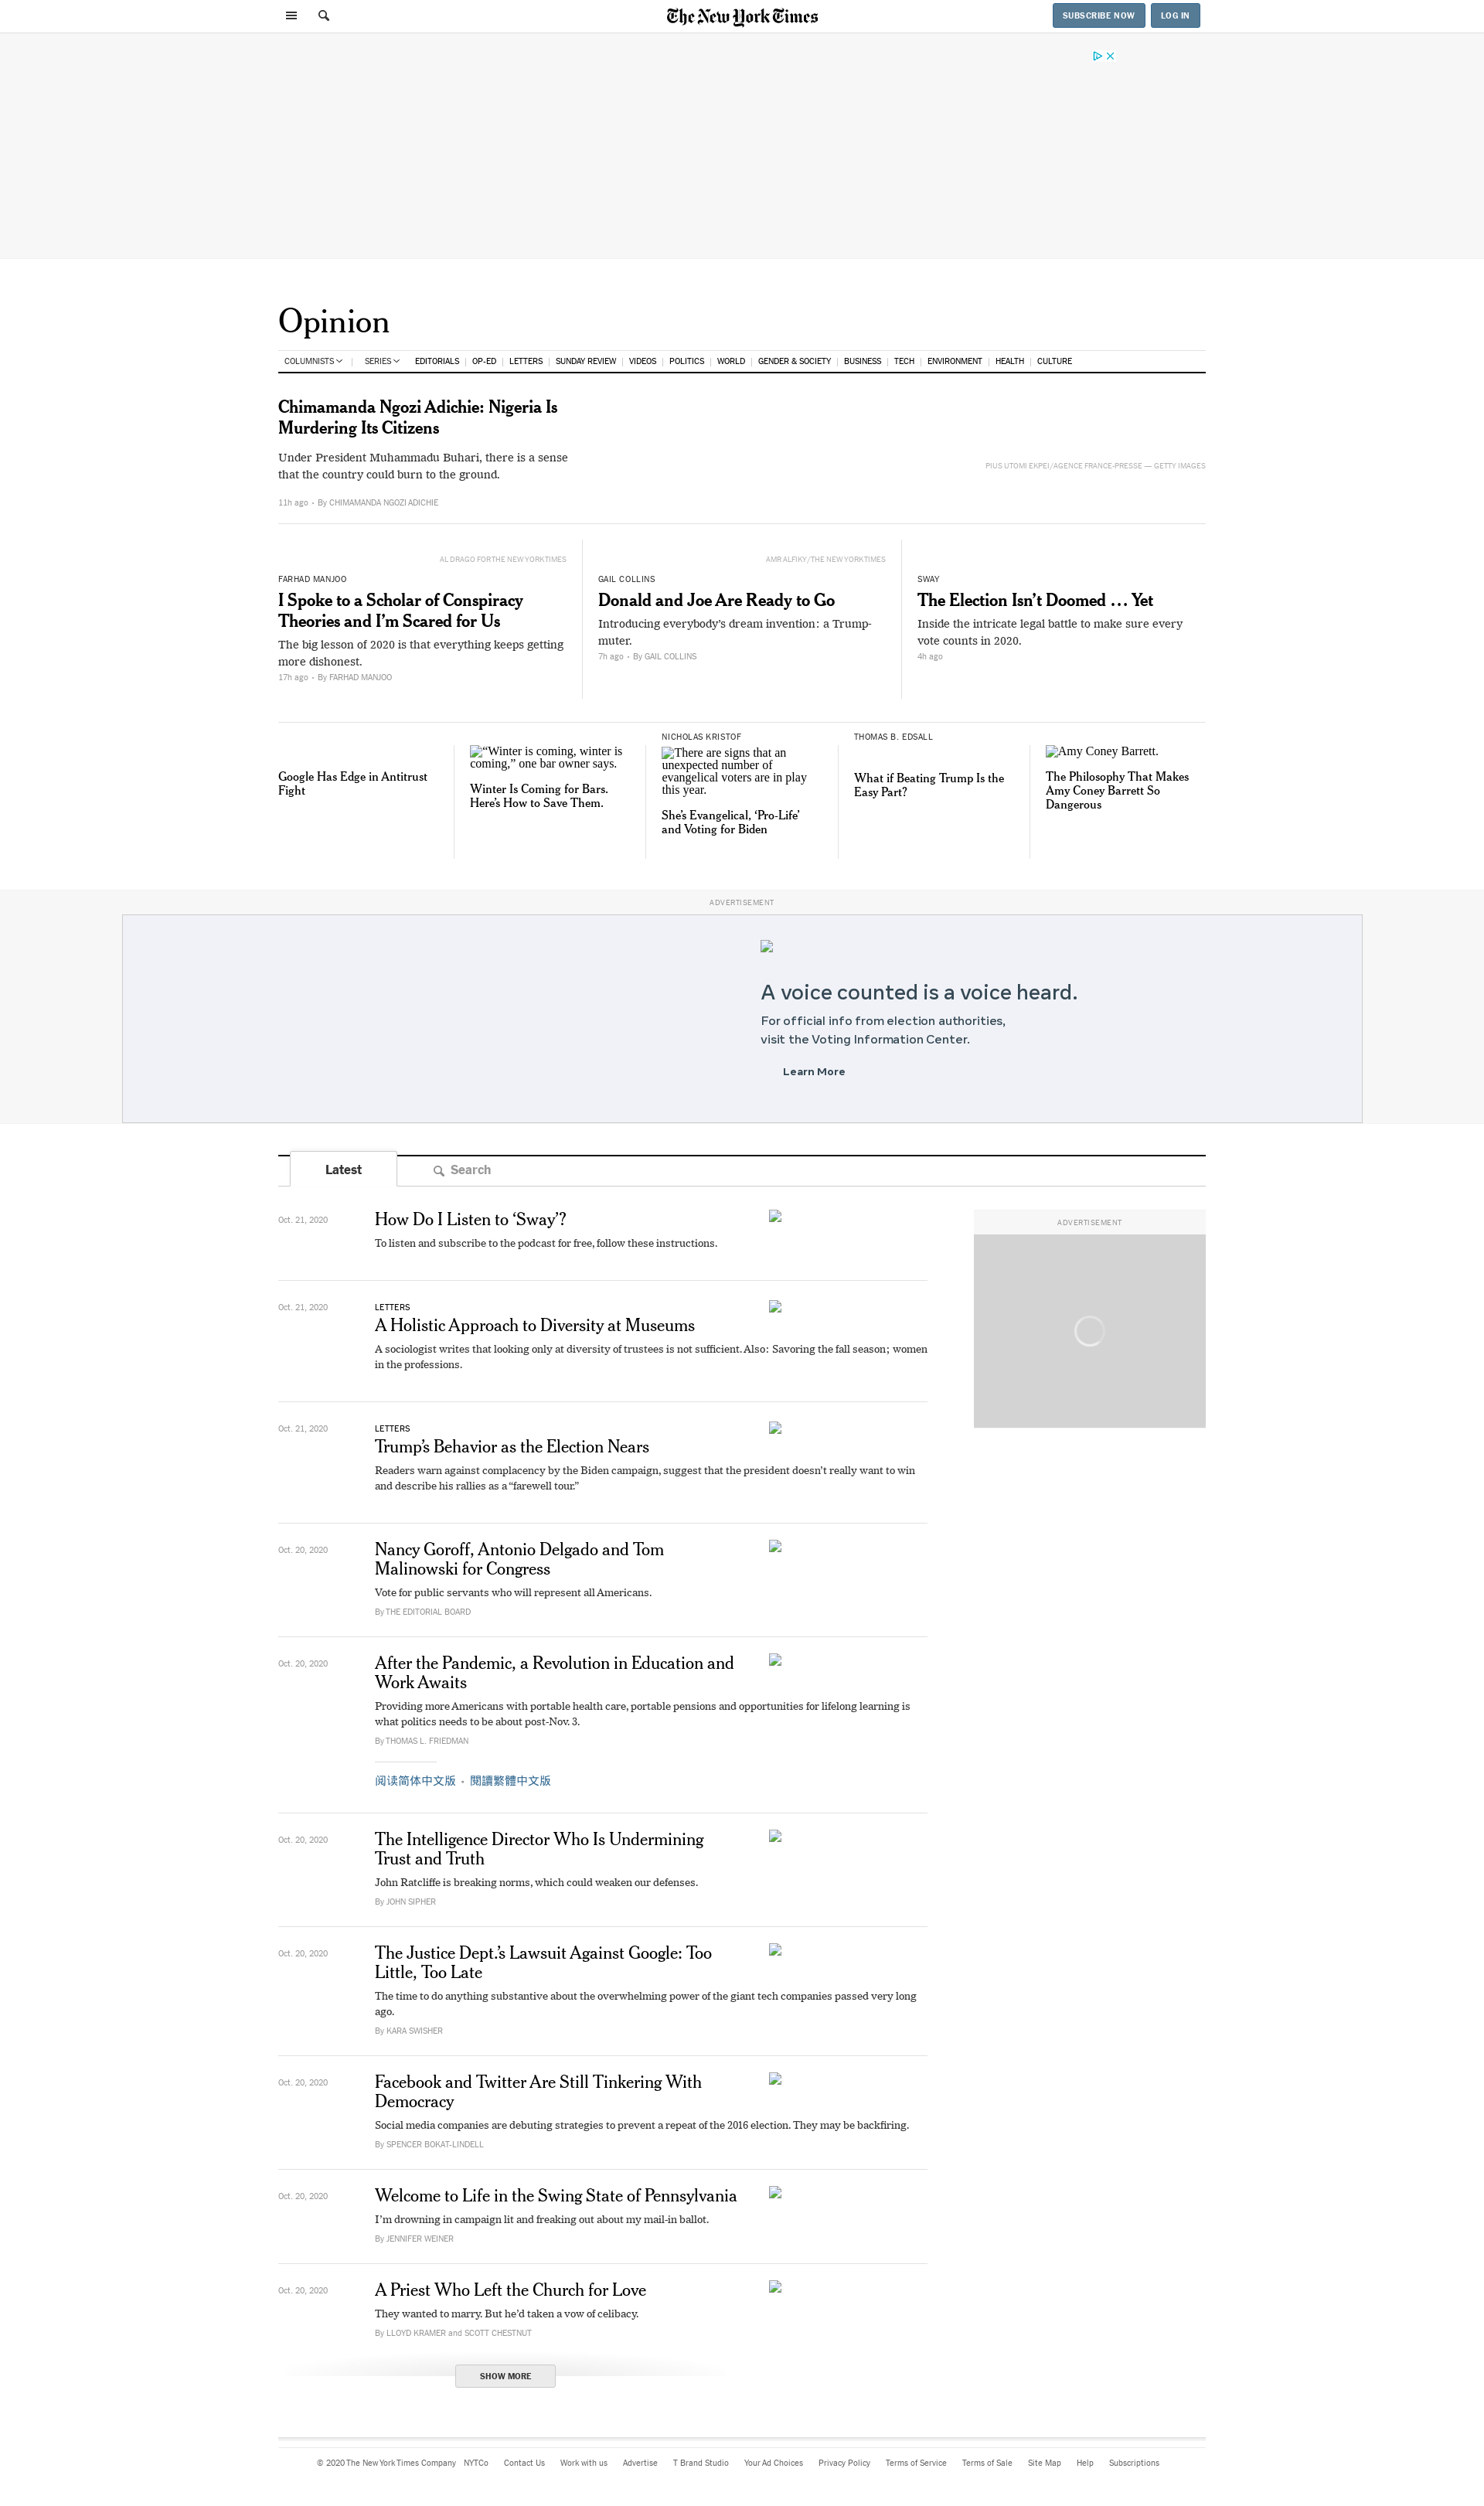 The New York Times
SUBSCRIBE NOW
LOG IN
Opinion
COLUMNISTS
SERIES
EDITORIALS
OP-ED
LETTERS
SUNDAY REVIEW
VIDEOS
POLITICS
WORLD
GENDER & SOCIETY
BUSINESS
TECH
ENVIRONMENT
HEALTH
CULTURE
Chimamanda Ngozi Adichie: Nigeria Is
Murdering Its Citizens
Under President Muhammadu Buhari, there is a sense
that the country could burn to the ground.
11h ago • By CHIMAMANDA NGOZI ADICHIE
PIUS UTOMI EKPEI/AGENCE FRANCE-PRESSE — GETTY IMAGES
AL DRAGO FOR THE NEW YORK TIMES
FARHAD MANJOO
I Spoke to a Scholar of Conspiracy
Theories and I’m Scared for Us
The big lesson of 2020 is that everything keeps getting
more dishonest.
17h ago • By FARHAD MANJOO
AMR ALFIKY/THE NEW YORK TIMES
GAIL COLLINS
Donald and Joe Are Ready to Go
Introducing everybody’s dream invention: a Trump-
muter.
7h ago • By GAIL COLLINS
SWAY
The Election Isn’t Doomed … Yet
Inside the intricate legal battle to make sure every
vote counts in 2020.
4h ago
Google Has Edge in Antitrust
Fight
“Winter is coming, winter is
coming,” one bar owner says.
Winter Is Coming for Bars.
Here’s How to Save Them.
NICHOLAS KRISTOF
There are signs that an
unexpected number of
evangelical voters are in play
this year.
She’s Evangelical, ‘Pro-Life’
and Voting for Biden
THOMAS B. EDSALL
What if Beating Trump Is the
Easy Part?
Amy Coney Barrett.
The Philosophy That Makes
Amy Coney Barrett So
Dangerous
ADVERTISEMENT
A voice counted is a voice heard.
For official info from election authorities,
visit the Voting Information Center.
Learn More
Latest
Search
Oct. 21, 2020
How Do I Listen to ‘Sway’?
To listen and subscribe to the podcast for free, follow these instructions.
ADVERTISEMENT
Oct. 21, 2020
LETTERS
A Holistic Approach to Diversity at Museums
A sociologist writes that looking only at diversity of trustees is not sufficient. Also: Savoring the fall season; women
in the professions.
Oct. 21, 2020
LETTERS
Trump’s Behavior as the Election Nears
Readers warn against complacency by the Biden campaign, suggest that the president doesn’t really want to win
and describe his rallies as a “farewell tour.”
Oct. 20, 2020
Nancy Goroff, Antonio Delgado and Tom
Malinowski for Congress
Vote for public servants who will represent all Americans.
By THE EDITORIAL BOARD
Oct. 20, 2020
After the Pandemic, a Revolution in Education and
Work Awaits
Providing more Americans with portable health care, portable pensions and opportunities for lifelong learning is
what politics needs to be about post-Nov. 3.
By THOMAS L. FRIEDMAN
阅读简体中文版 • 閱讀繁體中文版
Oct. 20, 2020
The Intelligence Director Who Is Undermining
Trust and Truth
John Ratcliffe is breaking norms, which could weaken our defenses.
By JOHN SIPHER
Oct. 20, 2020
The Justice Dept.’s Lawsuit Against Google: Too
Little, Too Late
The time to do anything substantive about the overwhelming power of the giant tech companies passed very long
ago.
By KARA SWISHER
Oct. 20, 2020
Facebook and Twitter Are Still Tinkering With
Democracy
Social media companies are debuting strategies to prevent a repeat of the 2016 election. They may be backfiring.
By SPENCER BOKAT-LINDELL
Oct. 20, 2020
Welcome to Life in the Swing State of Pennsylvania
I’m drowning in campaign lit and freaking out about my mail-in ballot.
By JENNIFER WEINER
Oct. 20, 2020
A Priest Who Left the Church for Love
They wanted to marry. But he’d taken a vow of celibacy.
By LLOYD KRAMER and SCOTT CHESTNUT
SHOW MORE
© 2020 The New York Times Company
NYTCo
Contact Us
Work with us
Advertise
T Brand Studio
Your Ad Choices
Privacy Policy
Terms of Service
Terms of Sale
Site Map
Help
Subscriptions